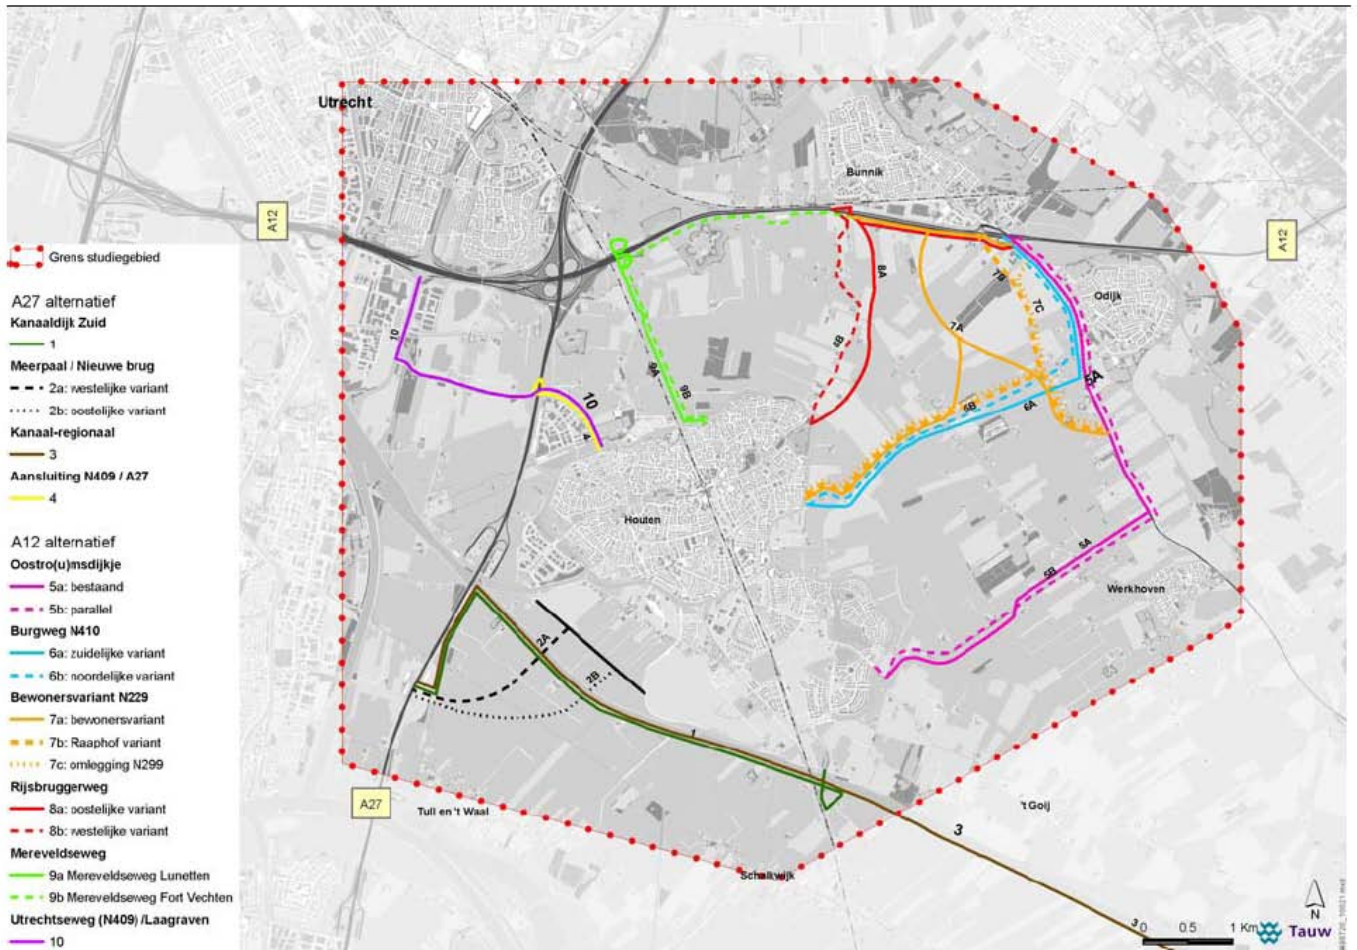 Utrecht
Bunnik
A12
A12
Grens studiegebied
A27 alternatief
Kanaaldijk Zuid
1
Meerpaal / Nieuwe brug
2a: westelijke variant
2b: oostelijke variant
Kanaal-regionaal
3
Aansluiting N409 / A27
4
A12 alternatief
Oostro(u)msdijkje
5a: bestaand
5b: parallel
Burgweg N410
6a: zuidelijke variant
6b: noordelijke variant
Bewonersvariant N229
7a: bewonersvariant
7b: Raaphof variant
7c: omlegging N299
Rijsbruggerweg
8a: oostelijke variant
8b: westelijke variant
Mereveldseweg
9a Mereveldseweg Lunetten
9b Mereveldseweg Fort Vechten
Utrechtseweg (N409) /Laagraven
10
8A
7B
7C
Odijk
10
7A
8B
9A
9B
5A
10
4
6B
6A
Houten
5A
5B
Werkhoven
2A
2B
1
A27
Tull en 't Waal
't Goij
3
Schalkwijk
3
N
0 0.5 1 Km
Tauw